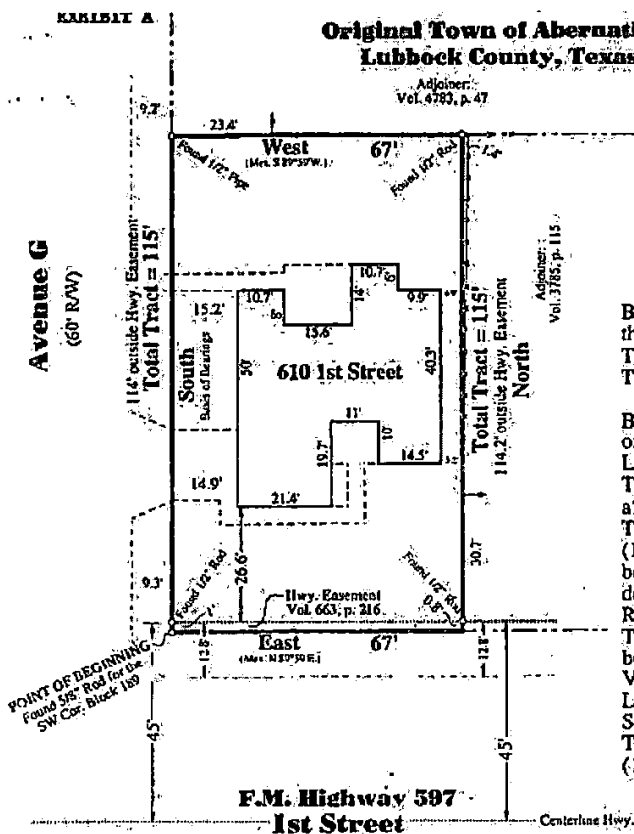 EXHIBIT A
Original Town of Abernat
Lubbock County, Texas
Adjoiner:
Vol. 4783, p. 47
9.2'
23.4'
West
67'
(Mes. S 89°59'W.)
Found 1/2" Pipe
Found 1/2" Rod
1.4'
Avenue G
(60' R/W)
114' outside Hwy. Easement
Total Tract = 115'
South
Basis of Bearings
15.2'
10.7'
8'
15.6'
14'
10.7'
8'
9.9'
50'
610 1st Street
40.3'
Total Tract = 115'
114.2' outside Hwy. Easement
North
Adjoiner:
Vol. 3785, p. 115
11'
10'
19.7'
14.5'
14.9'
21.4'
26.6'
30.7'
9.3'
Found 1/2" Rod
Found 1/2" Rod
1'
0.8'
Hwy. Easement
Vol. 663, p. 216
East
67'
(Mes. N 89°59'E.)
12.8'
12.8'
POINT OF BEGINNING
Found 5/8" Rod for the
SW Cor. Block 189
45'
45'
F.M. Highway 597
1st Street
Centerline Hwy.
B
th
T
T
B
o
L
T
a
T
(
b
d
R
T
b
V
L
S
T
(